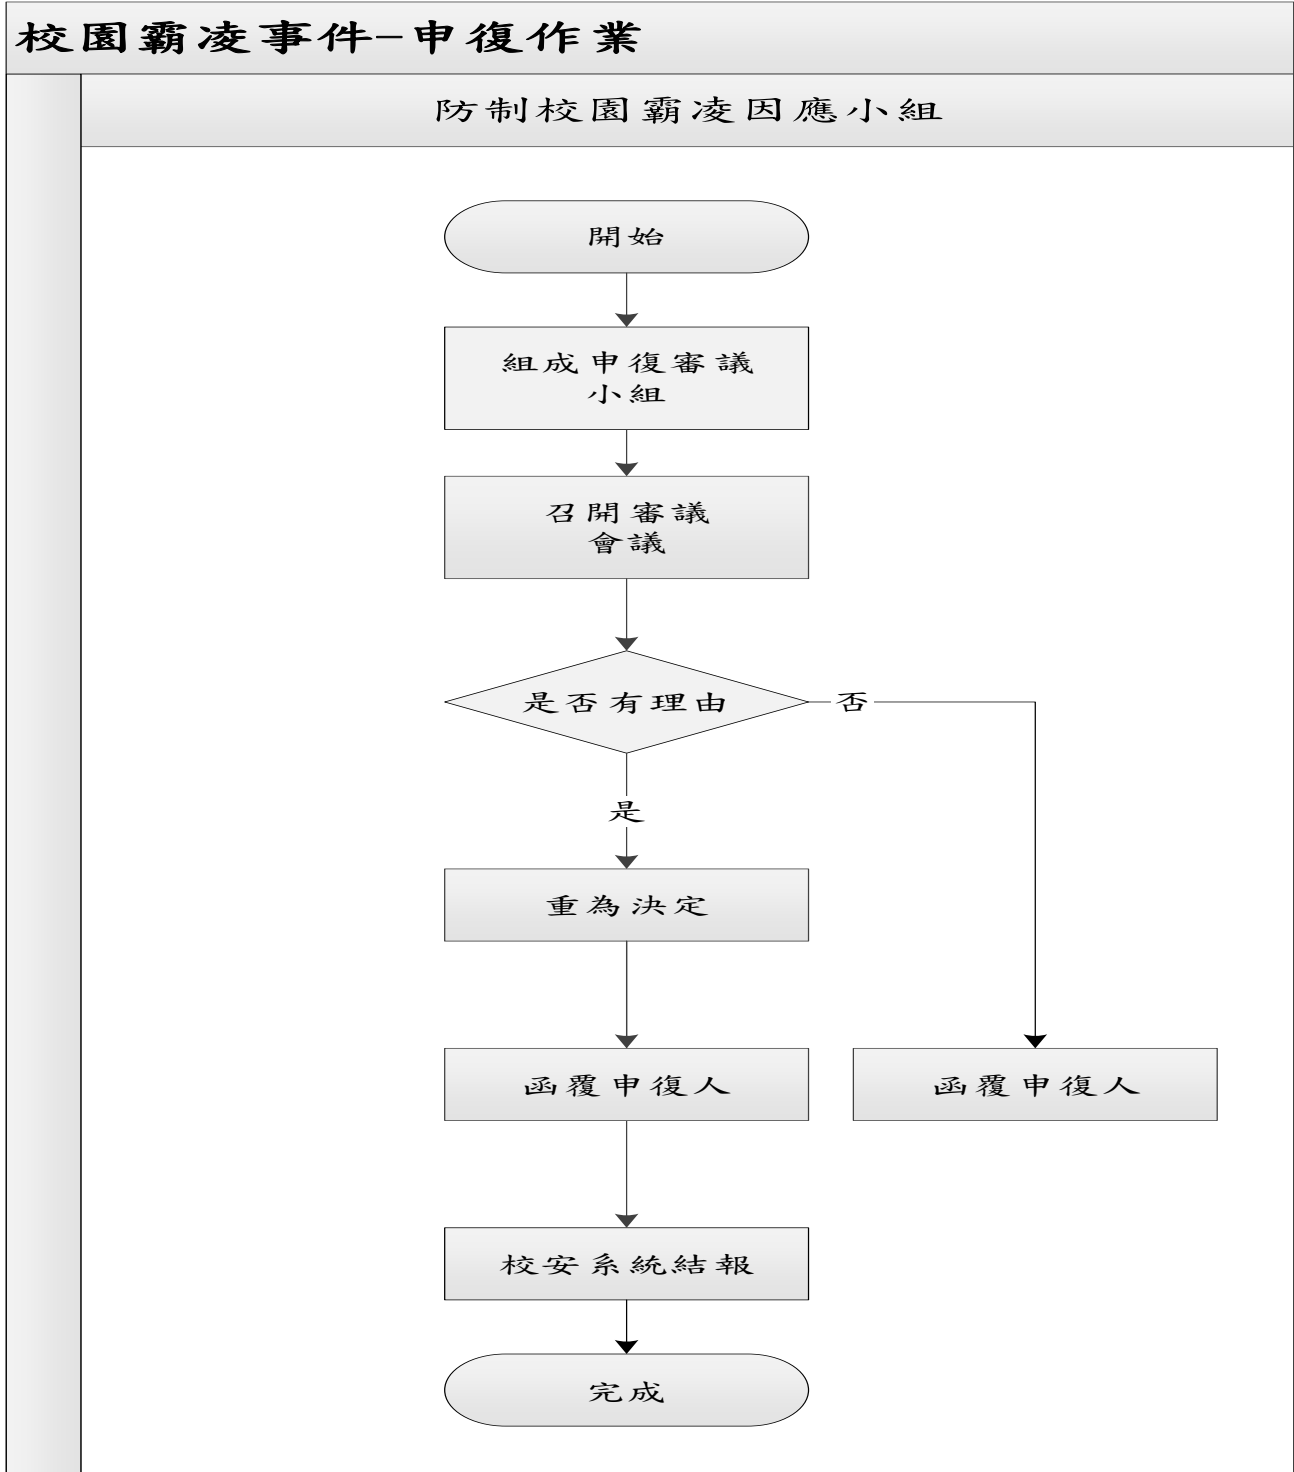 校園霸凌事件-申復作業
防制校園霸凌因應小組
開始
組成申復審議
小組
召開審議
會議
是否有理由
否
是
重為決定
函覆申復人
函覆申復人
校安系統結報
完成